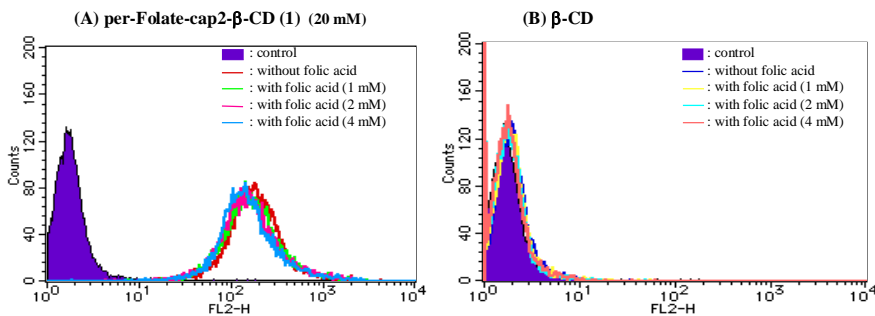 (A) per-Folate-cap2-β-CD (1) (20 mM)
(B) β-CD
200
160
120
80
40
0
Counts
: control
: without folic acid
: with folic acid (1 mM)
: with folic acid (2 mM)
: with folic acid (4 mM)
10^0
10^1
10^2
10^3
10^4
FL2-H
200
160
120
80
40
0
Counts
: control
: without folic acid
: with folic acid (1 mM)
: with folic acid (2 mM)
: with folic acid (4 mM)
10^0
10^1
10^2
10^3
10^4
FL2-H